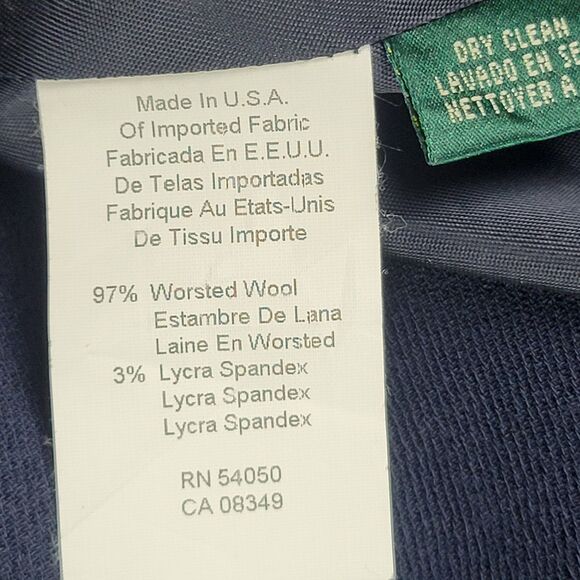 Made In U.S.A.
Of Imported Fabric
Fabricada En E.E.U.U.
De Telas Importadas
Fabrique Au Etats-Unis
De Tissu Importe
97% Worsted Wool
Estambre De Lana
Laine En Worsted
3% Lycra Spandex
Lycra Spandex
Lycra Spandex
RN 54050
CA 08349
DRY CLEAN
LAVADO EN SE
NETTOYER A